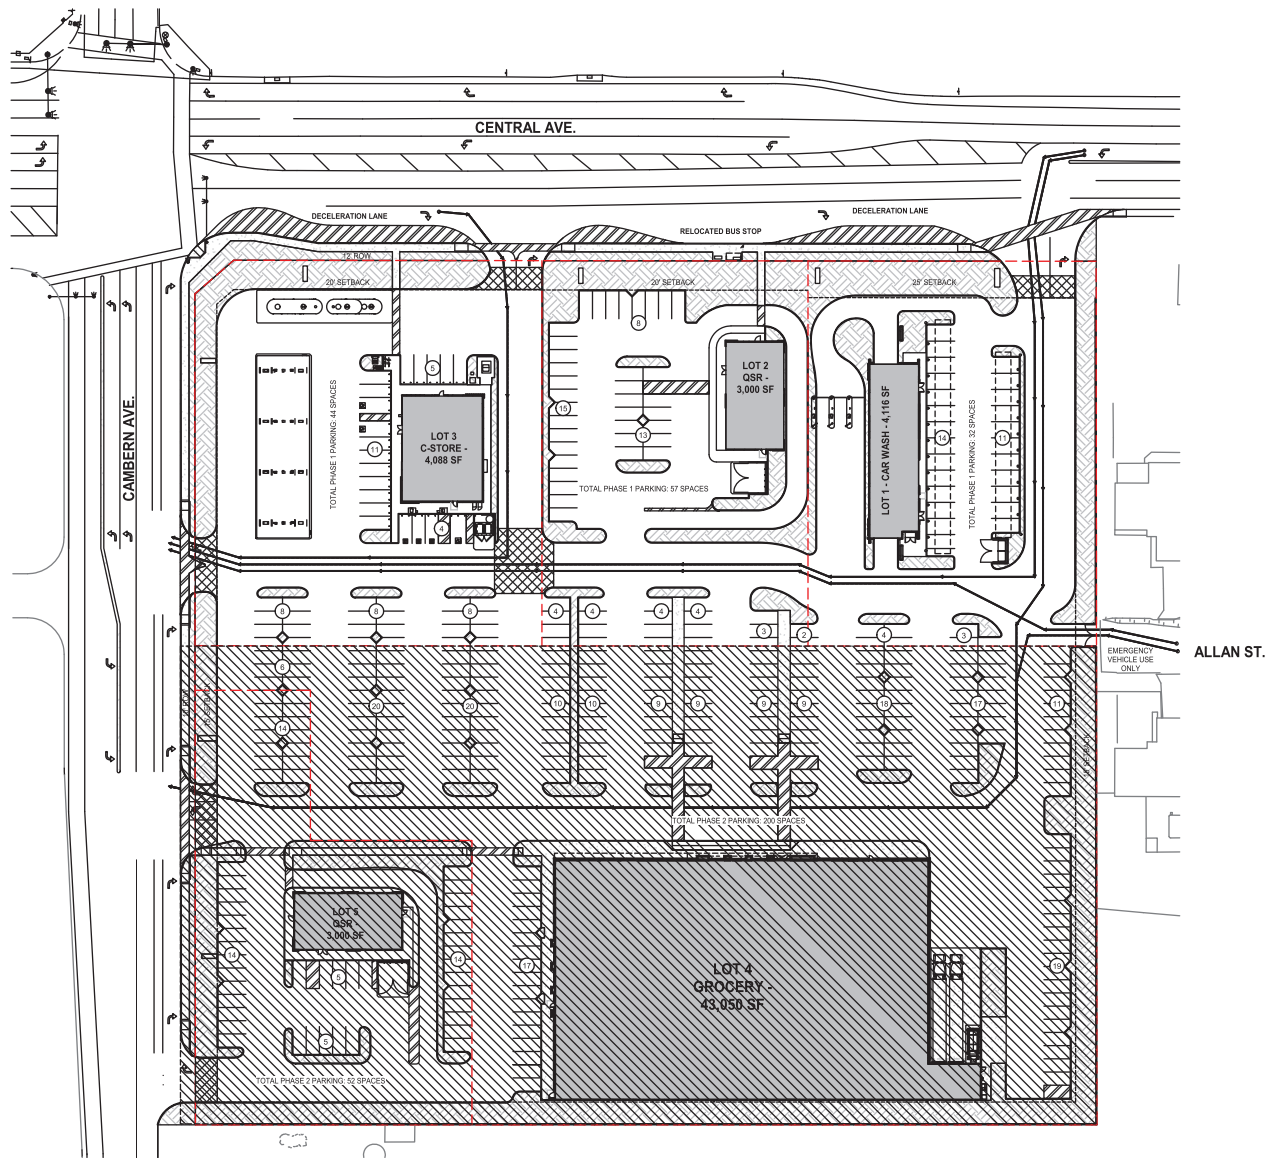 CENTRAL AVE.
DECELERATION LANE
DECELERATION LANE
RELOCATED BUS STOP
12' ROW
20' SETBACK
20' SETBACK
25' SETBACK
CAMBERN AVE.
8
5
LOT 2
QSR -
3,000 SF
TOTAL PHASE 1 PARKING: 44 SPACES
15
13
LOT 3
C-STORE -
4,088 SF
11
LOT 1 - CAR WASH - 4,116 SF
14
TOTAL PHASE 1 PARKING: 32 SPACES
11
TOTAL PHASE 1 PARKING: 57 SPACES
4
8
8
8
4
4
4
4
3
2
4
3
ALLAN ST.
EMERGENCY
VEHICLE USE
ONLY
6
14
20
20
10
10
9
9
9
9
18
17
11
TOTAL PHASE 2 PARKING: 200 SPACES
LOT 5
QSR
3,000 SF
14
14
17
5
5
LOT 4
GROCERY -
43,050 SF
19
TOTAL PHASE 2 PARKING: 52 SPACES